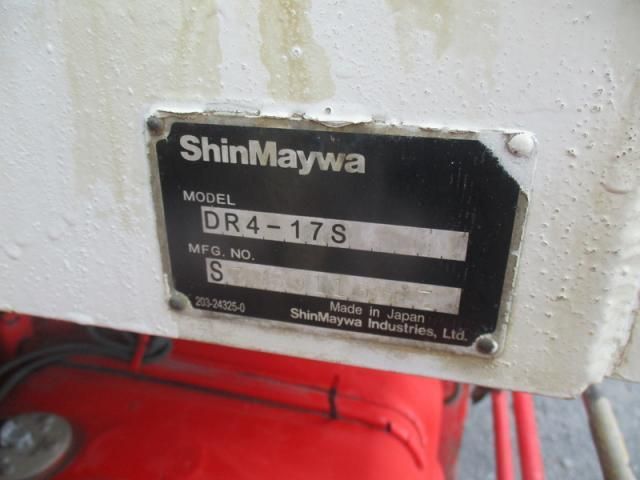 ShinMaywa
MODEL
DR4-17S
MFG. NO.
S
203-24325-0
Made in Japan
ShinMaywa Industries, Ltd.